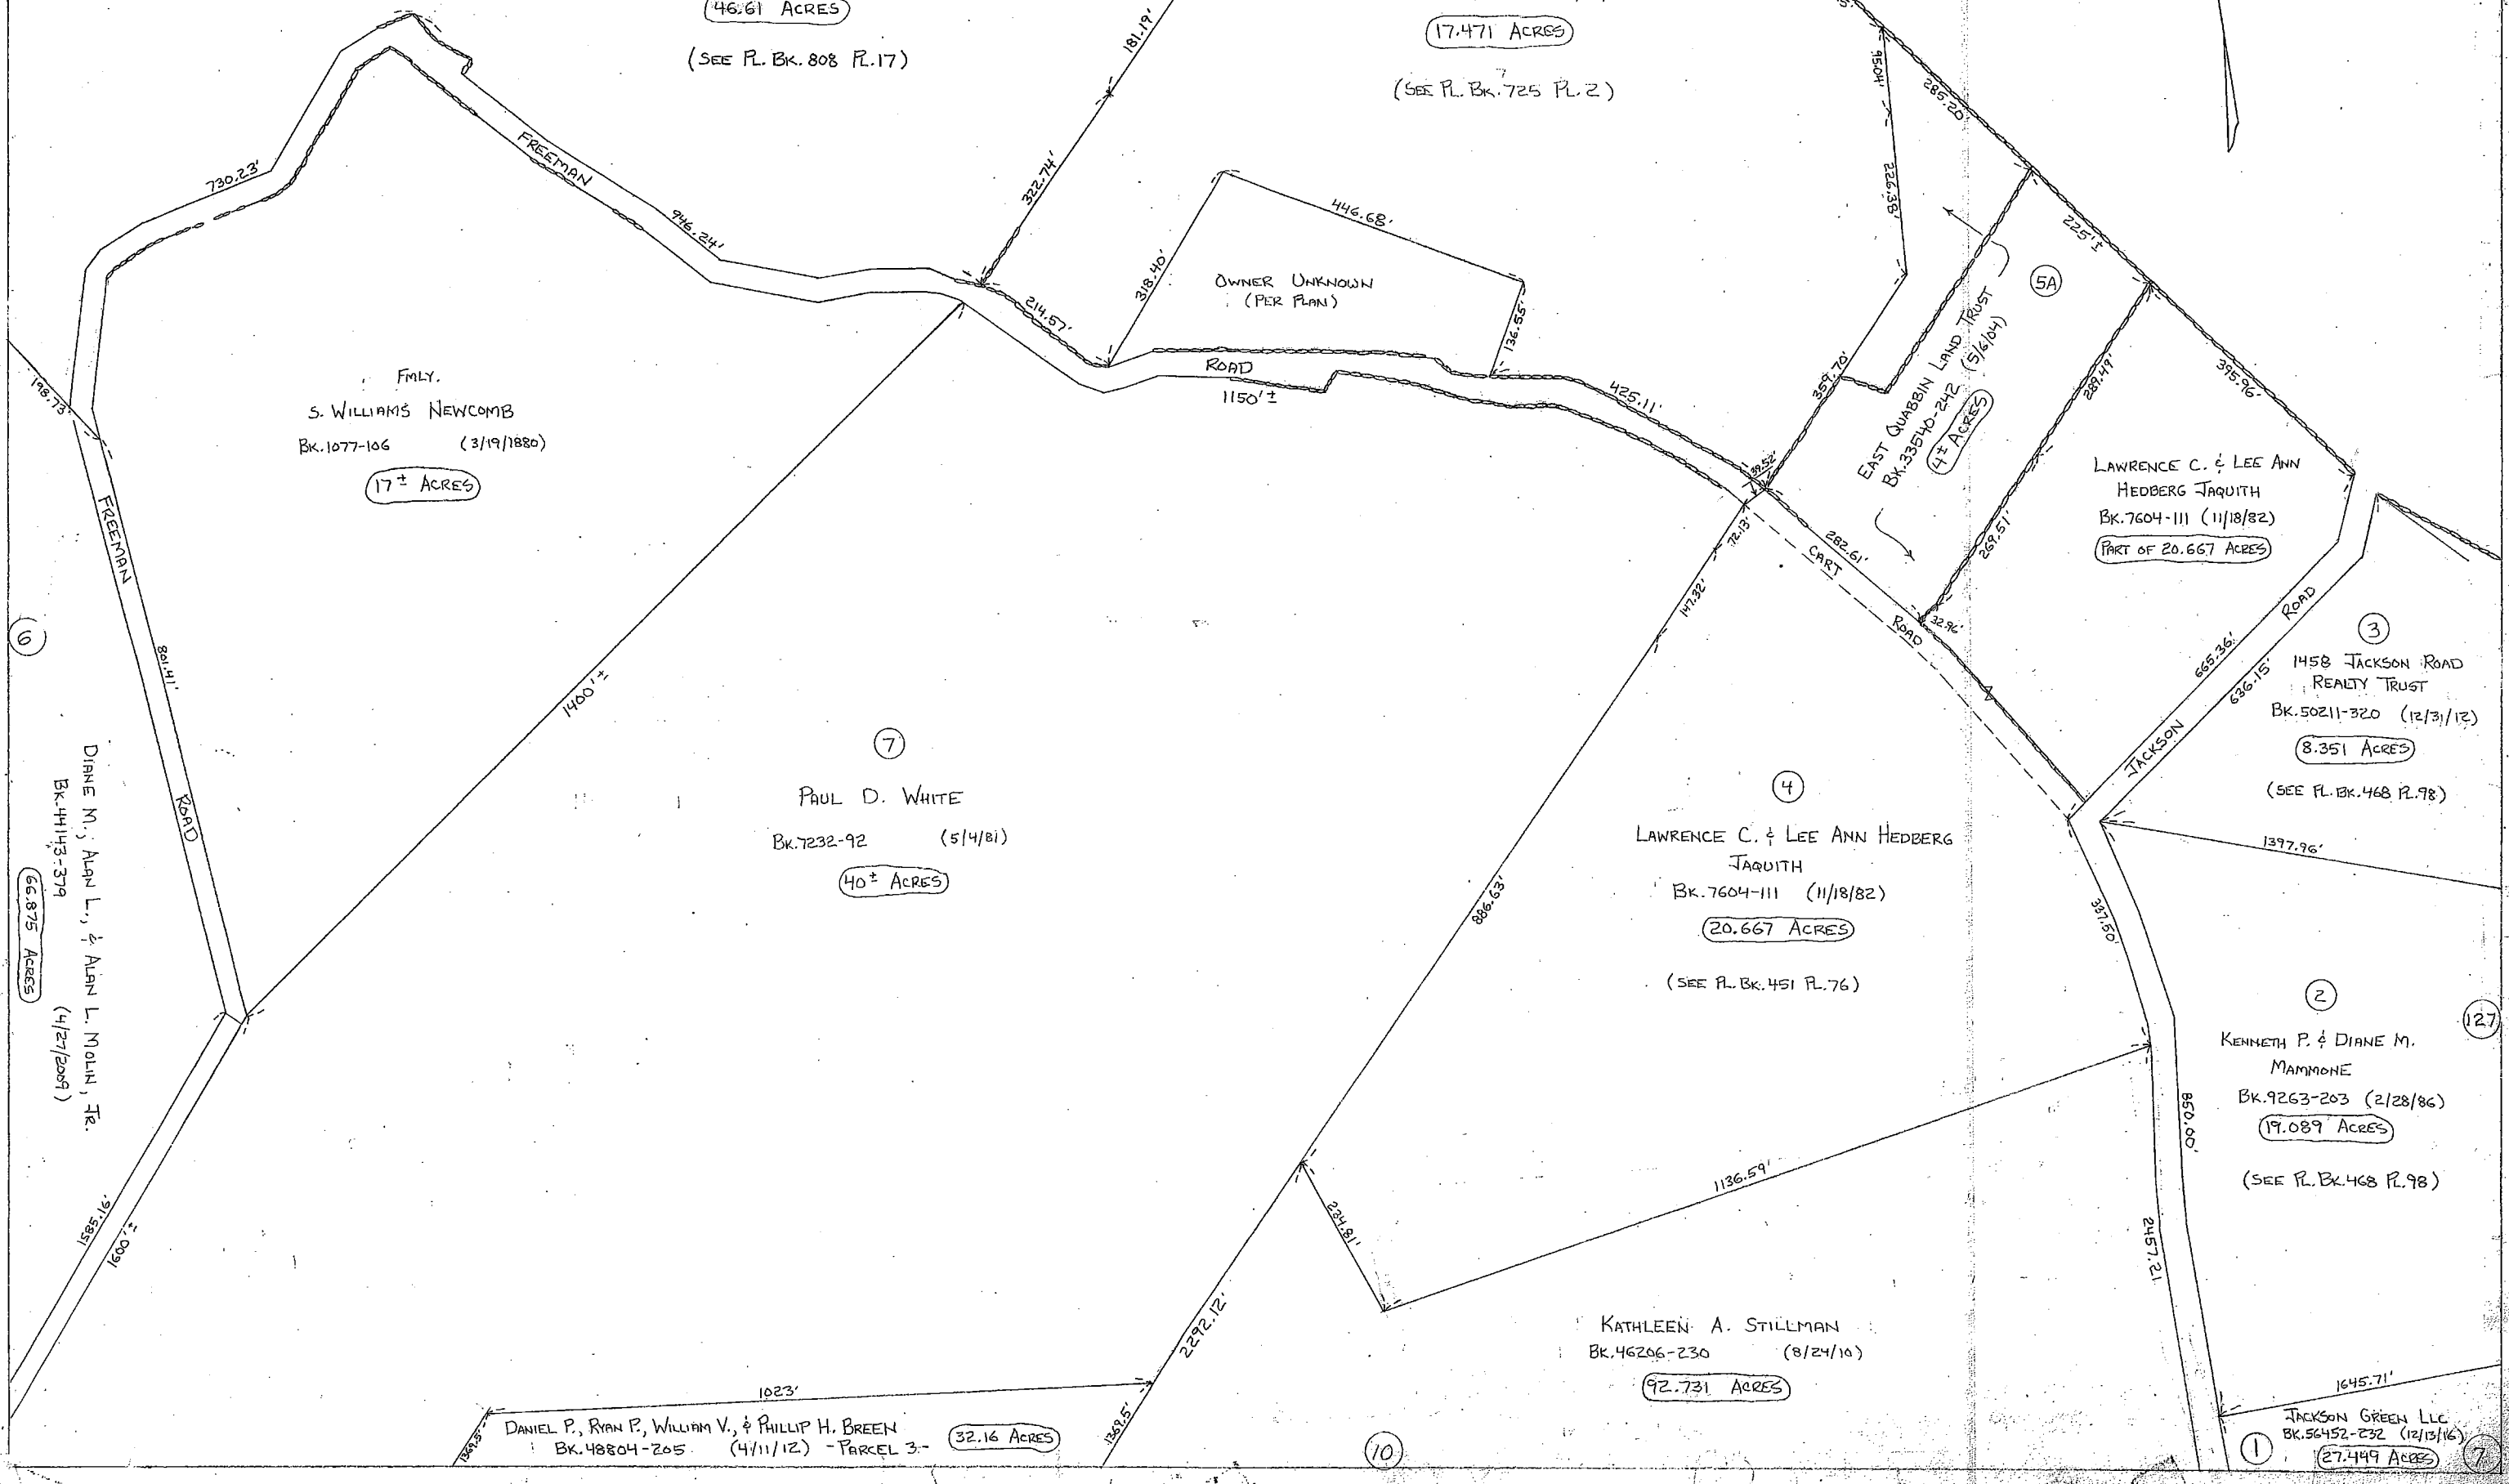 46.61 ACRES
(SEE PL. BK. 808 PL. 17)
181.19'
17.471 ACRES
(SEE PL. BK. 725 PL. 2)
95.04'
285.20'
FREEMAN
730.23'
946.24'
322.74'
446.68'
318.40'
OWNER UNKNOWN
(PER PLAN)
136.55'
226.38'
225'±
5A
214.57'
ROAD
1150'±
425.11'
359.70'
39.52'
EAST QUABBIN LAND TRUST
BK. 33540-242 (5/6/04)
4± ACRES
289.49'
395.96'
269.51'
198.73'
FMLY.
S. WILLIAMS NEWCOMB
BK. 1077-106 (3/19/1880)
17± ACRES
LAWRENCE C. & LEE ANN
HEDBERG JAQUITH
BK. 7604-111 (11/18/82)
PART OF 20.667 ACRES
FREEMAN
ROAD
801.41'
6
1400'±
72.13'
147.32'
282.61'
CART
ROAD
32.96'
665.36'
636.15'
JACKSON
ROAD
3
1458 JACKSON ROAD
REALTY TRUST
BK. 50211-320 (12/31/12)
8.351 ACRES
(SEE PL. BK. 468 PL. 98)
DIANE M., ALAN L., & ALAN L. MOLIN, JR.
BK. 44143-379 (4/27/2009)
66.875 ACRES
7
PAUL D. WHITE
BK. 7232-92 (5/4/81)
40± ACRES
4
LAWRENCE C. & LEE ANN HEDBERG
JAQUITH
BK. 7604-111 (11/18/82)
20.667 ACRES
(SEE PL. BK. 451 PL. 76)
886.63'
1397.96'
337.50'
2
127
KENNETH P. & DIANE M.
MAMMONE
BK. 9263-203 (2/28/86)
19.089 ACRES
(SEE PL. BK. 468 PL. 98)
850.00'
2457.21
1136.59'
234.81'
1585.16'
1600'±
2292.12'
KATHLEEN A. STILLMAN
BK. 46206-230 (8/24/10)
92.731 ACRES
1023'
1369.5'
DANIEL P., RYAN P., WILLIAM V., & PHILLIP H. BREEN
BK. 48804-205 (4/11/12) - PARCEL 3 -
32.16 ACRES
1369.5'
10
1645.71'
JACKSON GREEN LLC
BK. 56452-232 (12/13/16)
27.499 ACRES
1
7